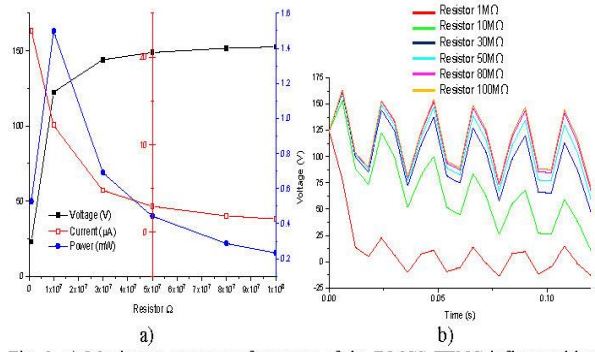 Resistor 1MΩ
Resistor 10MΩ
Resistor 30MΩ
Resistor 50MΩ
Resistor 80MΩ
Resistor 100MΩ
150
100
50
0
20
10
0
1.6
1.4
1.2
1.0
0.8
0.6
0.4
0.2
Voltage (V)
Current (µA)
Power (mW)
0 1x10⁷ 2x10⁷ 3x10⁷ 4x10⁷ 5x10⁷ 6x10⁷ 7x10⁷ 8x10⁷ 9x10⁷ 1x10⁸
Resistor Ω
a)
Voltage (V)
175
150
125
100
75
50
25
0
-25
0.00 0.05 0.10
Time (s)
b)